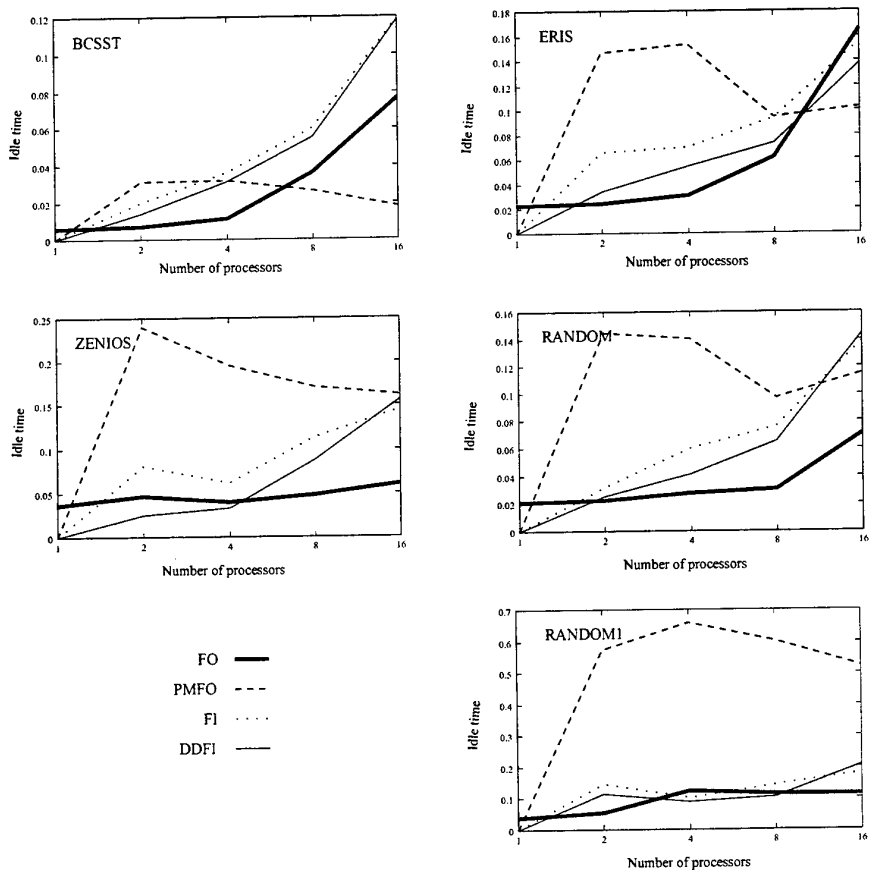 BCSST
0.12
0.1
0.08
0.06
0.04
0.02
0
Idle time
1 2 4 8 16
Number of processors
ERIS
0.18
0.16
0.14
0.12
0.1
0.08
0.06
0.04
0.02
0
Idle time
1 2 4 8 16
Number of processors
ZENIOS
0.25
0.2
0.15
0.1
0.05
0
Idle time
1 2 4 8 16
Number of processors
RANDOM
0.16
0.14
0.12
0.1
0.08
0.06
0.04
0.02
0
Idle time
1 2 4 8 16
Number of processors
FO
PMFO
FI
DDFI
RANDOM1
0.7
0.6
0.5
0.4
0.3
0.2
0.1
0
Idle time
1 2 4 8 16
Number of processors